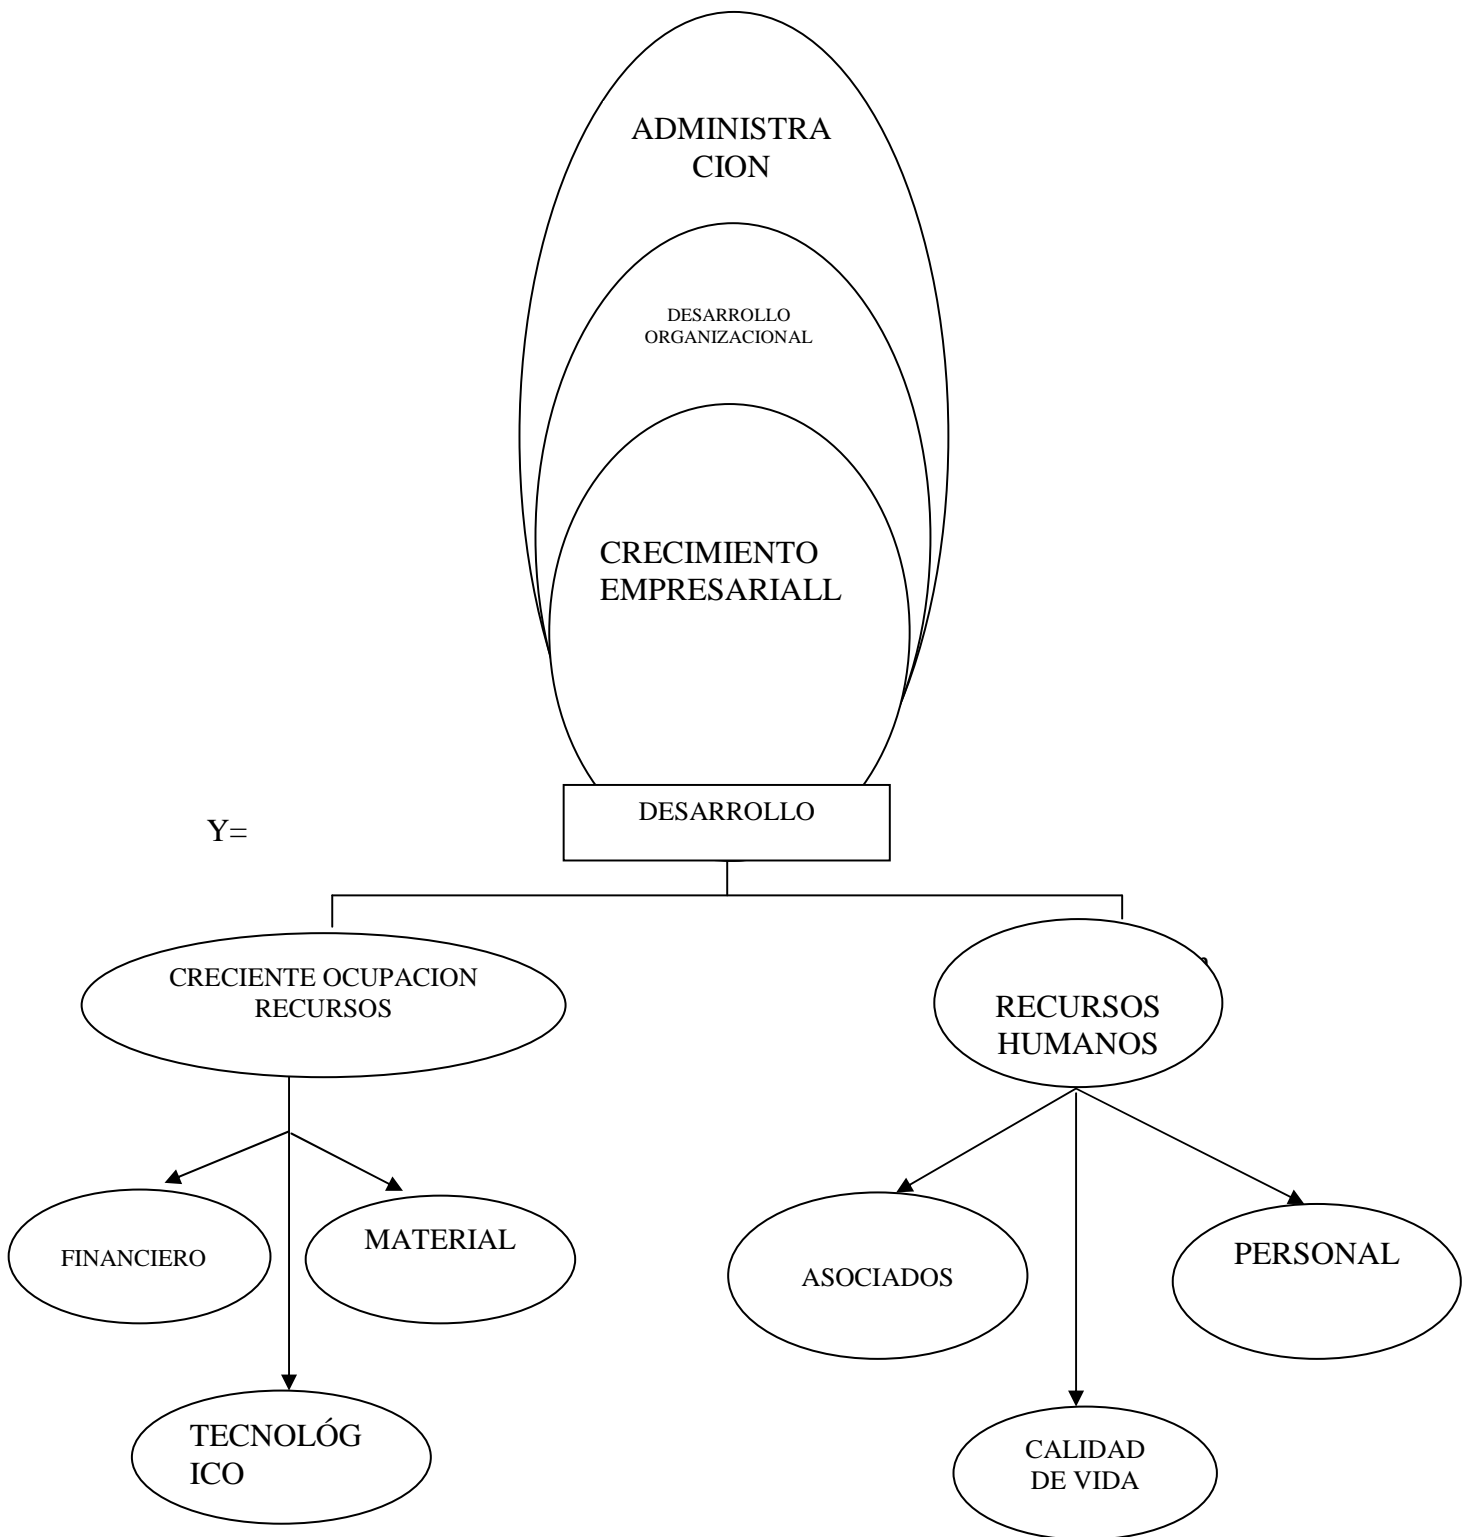 ADMINISTRA
CION
DESARROLLO
ORGANIZACIONAL
CRECIMIENTO
EMPRESARIALL
DESARROLLO
Y=
CRECIENTE OCUPACION
RECURSOS
RECURSOS
HUMANOS
FINANCIERO
MATERIAL
ASOCIADOS
PERSONAL
TECNOLÓG
ICO
CALIDAD
DE VIDA